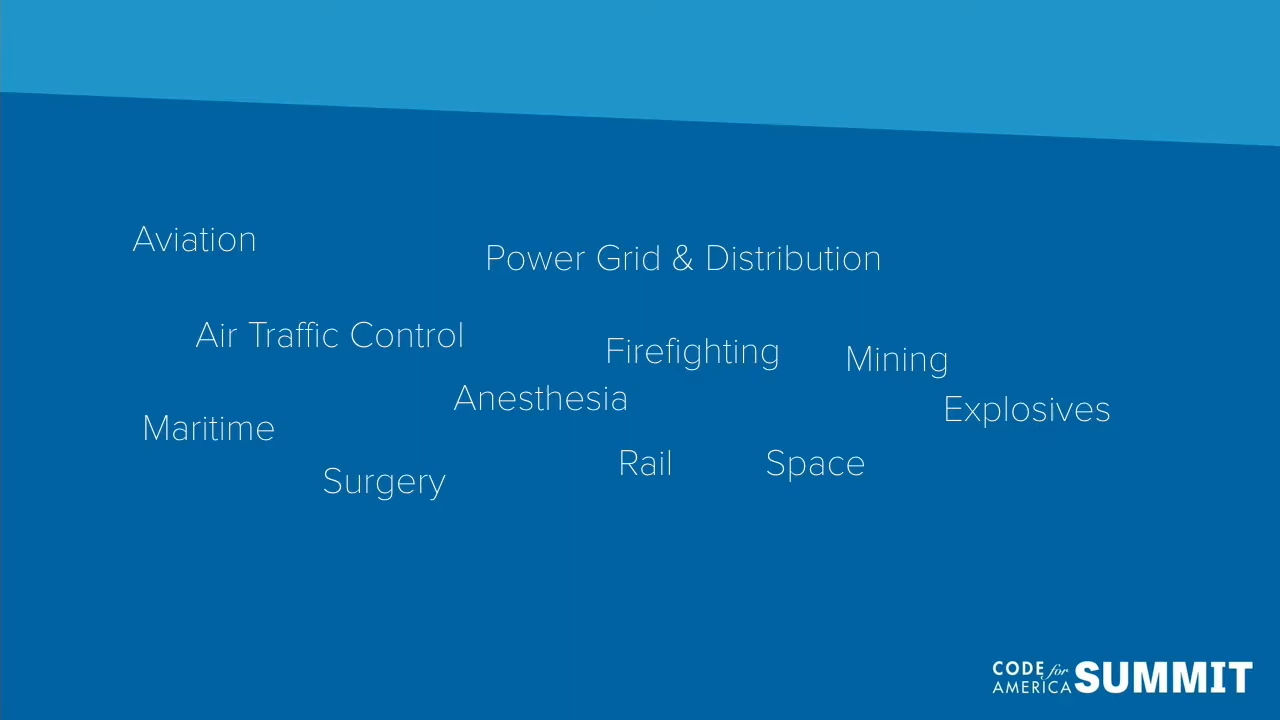 Aviation
Power Grid & Distribution
Air Traffic Control
Firefighting
Mining
Anesthesia
Explosives
Maritime
Rail
Space
Surgery
CODE for
AMERICA
SUMMIT